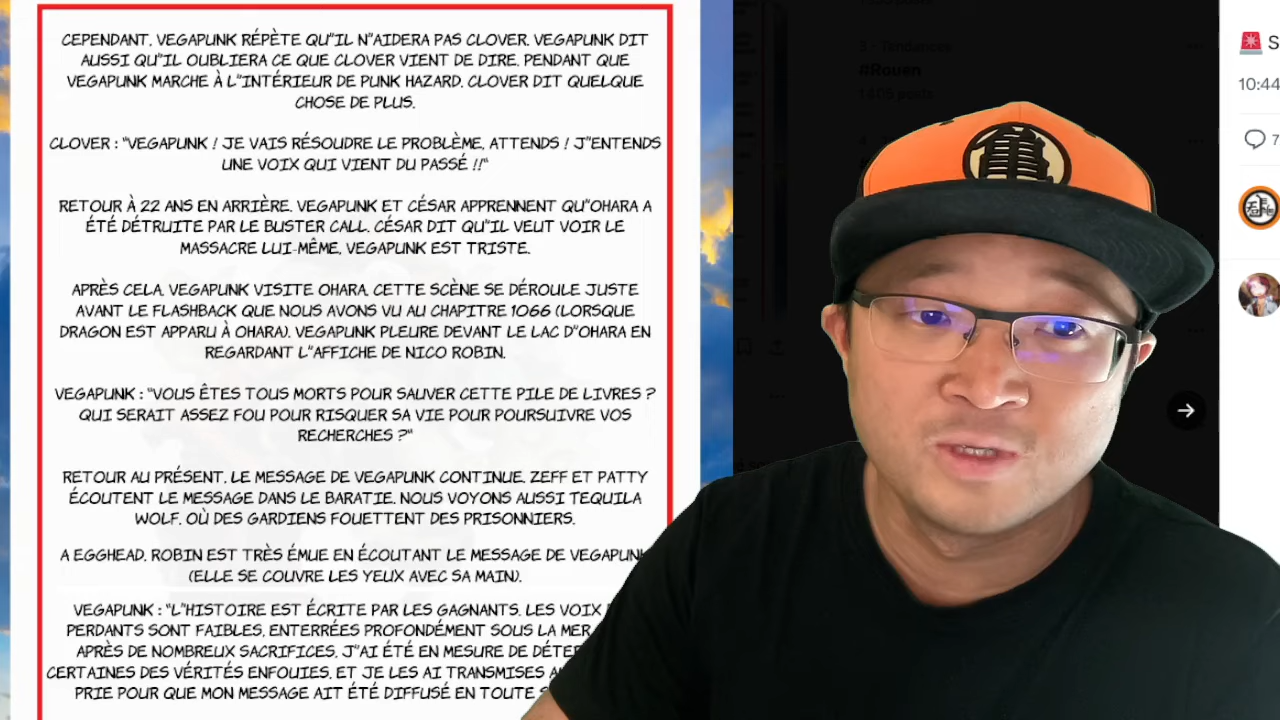 CEPENDANT, VEGAPUNK RÉPÈTE QU"IL N"AIDERA PAS CLOVER. VEGAPUNK DIT
AUSSI QU"IL OUBLIERA CE QUE CLOVER VIENT DE DIRE. PENDANT QUE
VEGAPUNK MARCHE À L"INTÉRIEUR DE PUNK HAZARD, CLOVER DIT QUELQUE
CHOSE DE PLUS.
CLOVER : "VEGAPUNK ! JE VAIS RÉSOUDRE LE PROBLÈME, ATTENDS ! J"ENTENDS
UNE VOIX QUI VIENT DU PASSÉ !!"
RETOUR À 22 ANS EN ARRIÈRE. VEGAPUNK ET CÉSAR APPRENNENT QU"OHARA A
ÉTÉ DÉTRUITE PAR LE BUSTER CALL. CÉSAR DIT QU"IL VEUT VOIR LE
MASSACRE LUI-MÊME, VEGAPUNK EST TRISTE.
APRÈS CELA, VEGAPUNK VISITE OHARA, CETTE SCÈNE SE DÉROULE JUSTE
AVANT LE FLASHBACK QUE NOUS AVONS VU AU CHAPITRE 1066 (LORSQUE
DRAGON EST APPARU À OHARA). VEGAPUNK PLEURE DEVANT LE LAC D"OHARA EN
REGARDANT L"AFFICHE DE NICO ROBIN.
VEGAPUNK : "VOUS ÊTES TOUS MORTS POUR SAUVER CETTE PILE DE LIVRES ?
QUI SERAIT ASSEZ FOU POUR RISQUER SA VIE POUR POURSUIVRE VOS
RECHERCHES ?"
RETOUR AU PRÉSENT, LE MESSAGE DE VEGAPUNK CONTINUE. ZEFF ET PATTY
ÉCOUTENT LE MESSAGE DANS LE BARATIE. NOUS VOYONS AUSSI TEQUILA
WOLF, OÙ DES GARDIENS FOUETTENT DES PRISONNIERS.
A EGGHEAD, ROBIN EST TRÈS ÉMUE EN ÉCOUTANT LE MESSAGE DE
(ELLE SE COUVRE LES YEUX AVEC SA MAIN).
VEGAPUNK : "L"HISTOIRE EST ÉCRITE PAR LES GAGNANTS. LES VOIX
PERDANTS SONT FAIBLES, ENTERRÉES PROFONDÉMENT SOUS LA MER
APRÈS DE NOMBREUX SACRIFICES, J"AI ÉTÉ EN MESURE DE
CERTAINES DES VÉRITÉS ENFOUIES, ET JE LES AI TRANSMISES
PRIE POUR QUE MON MESSAGE AIT ÉTÉ DIFFUSÉ EN TOUTE
3 · Tendances
#Rouen
1 405 posts
亀
S
10:44
7